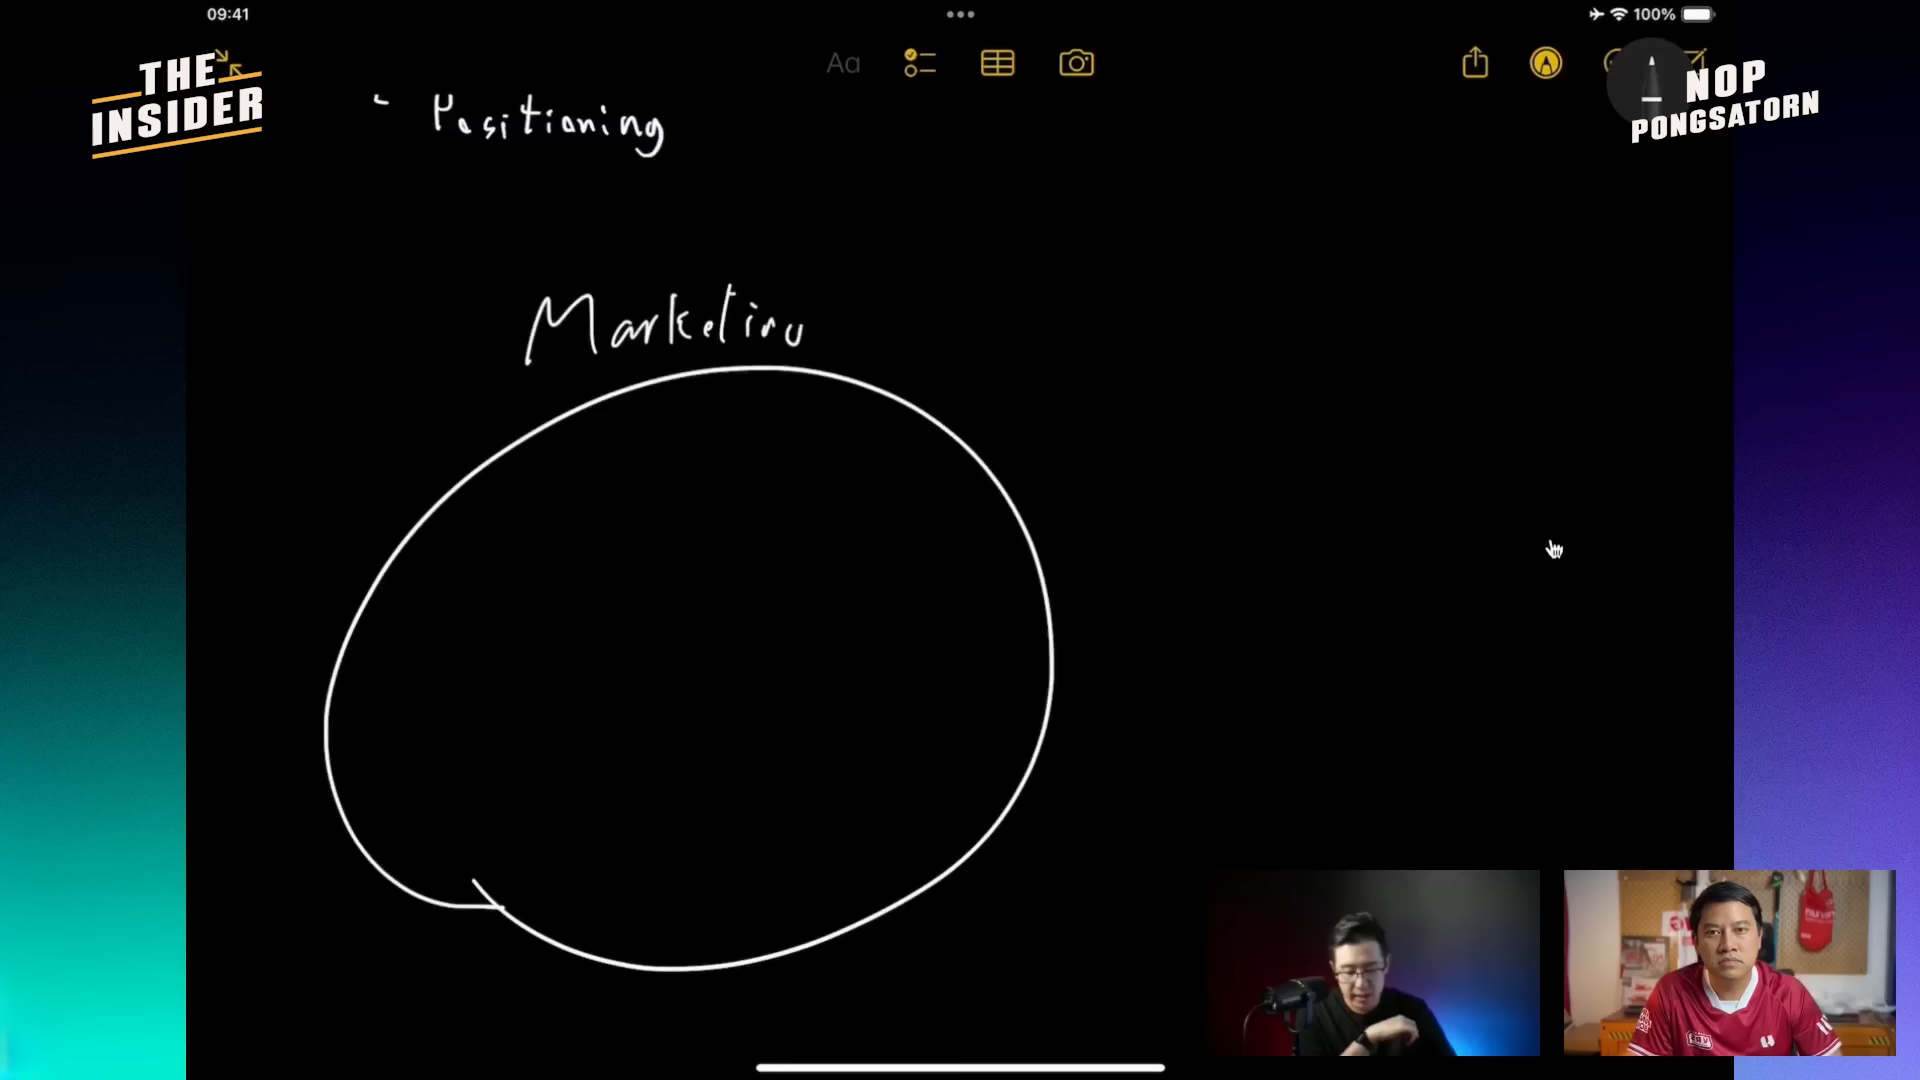 09:41
100%
THE
INSIDER
Aa
NOP
PONGSATORN
- Positioning
Marketing